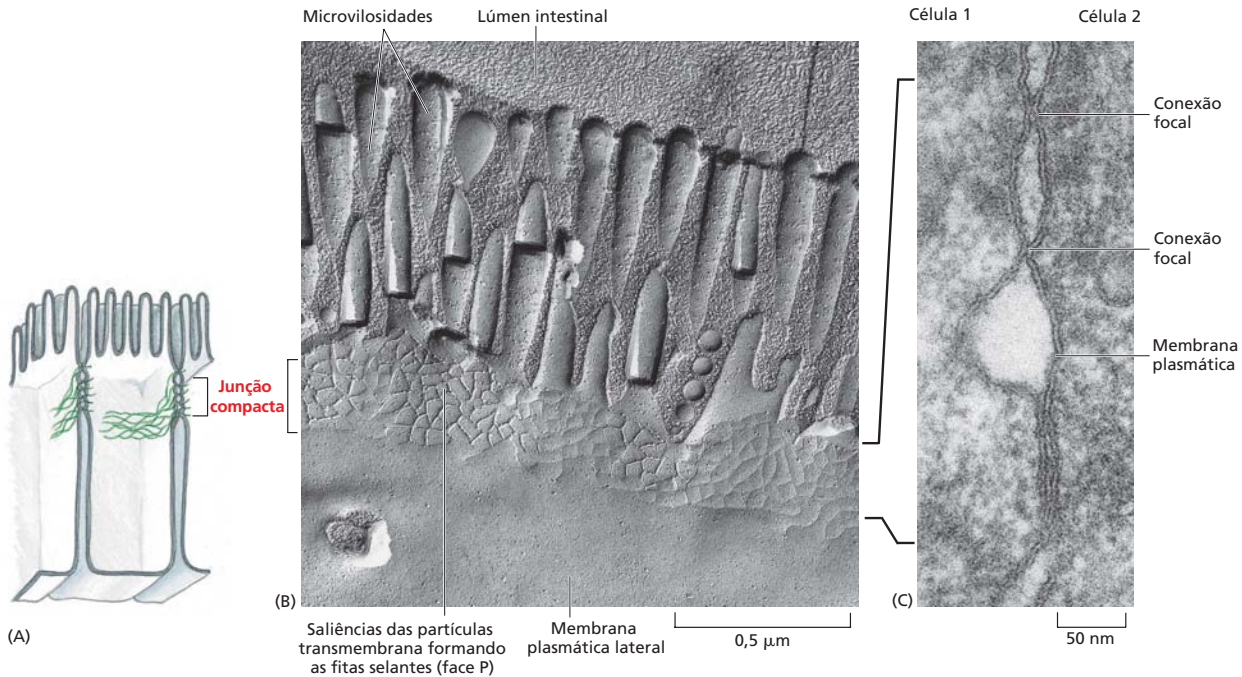 Microvilosidades
Lúmen intestinal
Célula 1
Célula 2
Conexão
focal
Conexão
focal
Membrana
plasmática
Junção
compacta
(A)
(B)
Saliências das partículas
transmembrana formando
as fitas selantes (face P)
Membrana
plasmática lateral
0,5 µm
(C)
50 nm